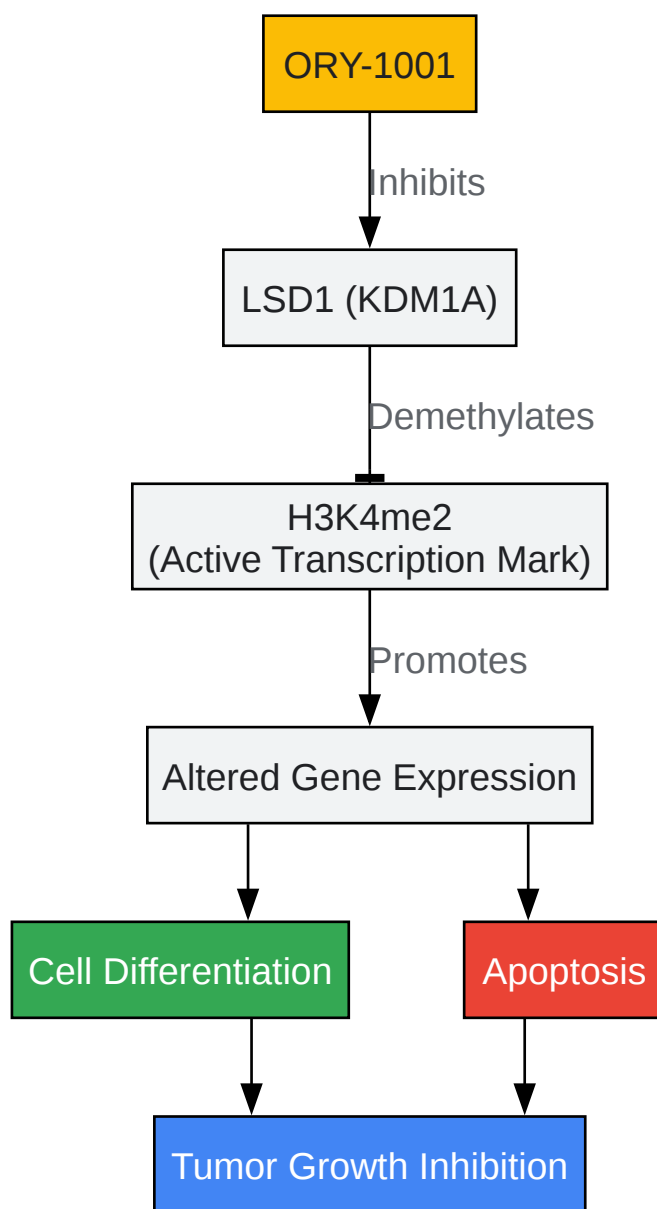 ORY-1001
Inhibits
LSD1 (KDM1A)
Demethylates
H3K4me2
(Active Transcription Mark)
Promotes
Altered Gene Expression
Cell Differentiation
Apoptosis
Tumor Growth Inhibition